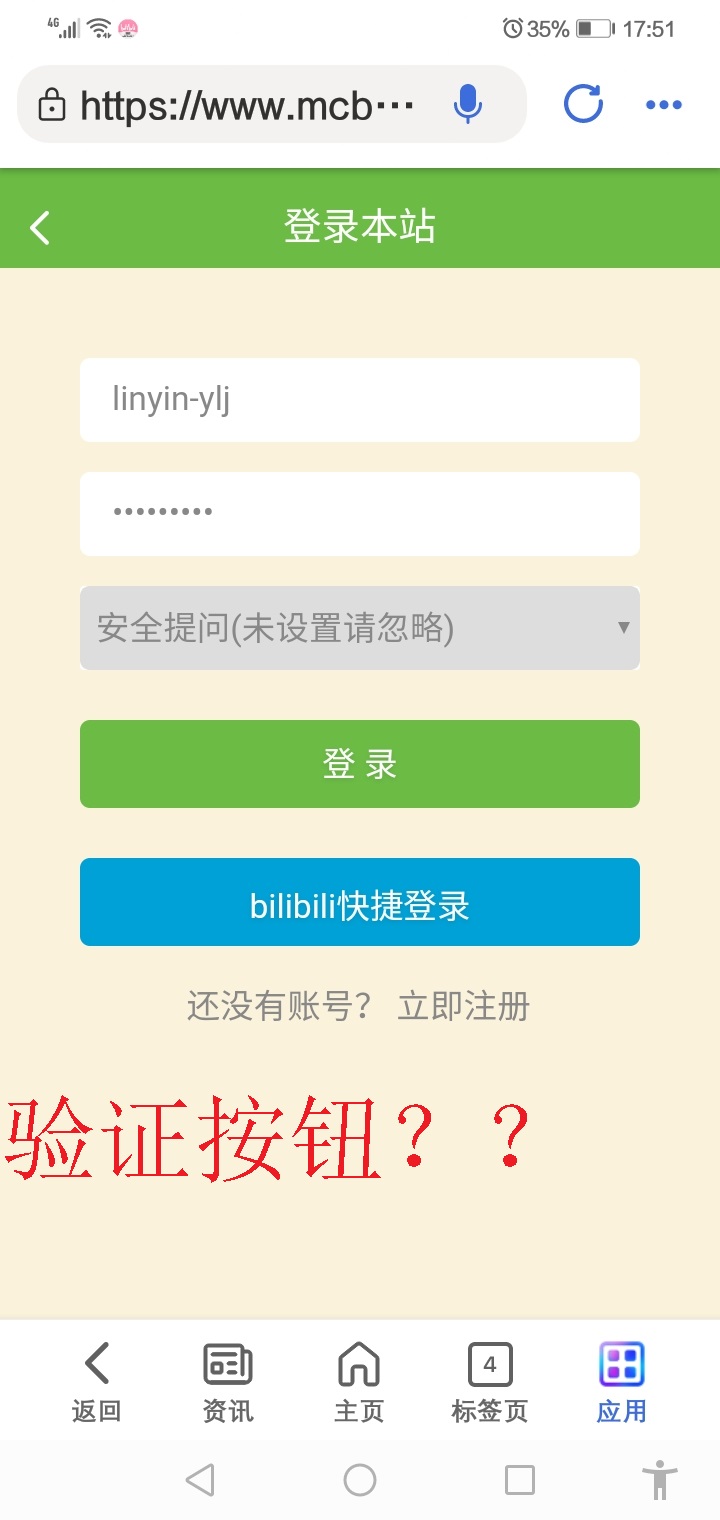 4G 35% 17:51
https://www.mcb···
登录本站
linyin-ylj
•••••••••
安全提问(未设置请忽略)
登 录
bilibili快捷登录
还没有账号? 立即注册
验证按钮？？
4
返回 资讯 主页 标签页 应用